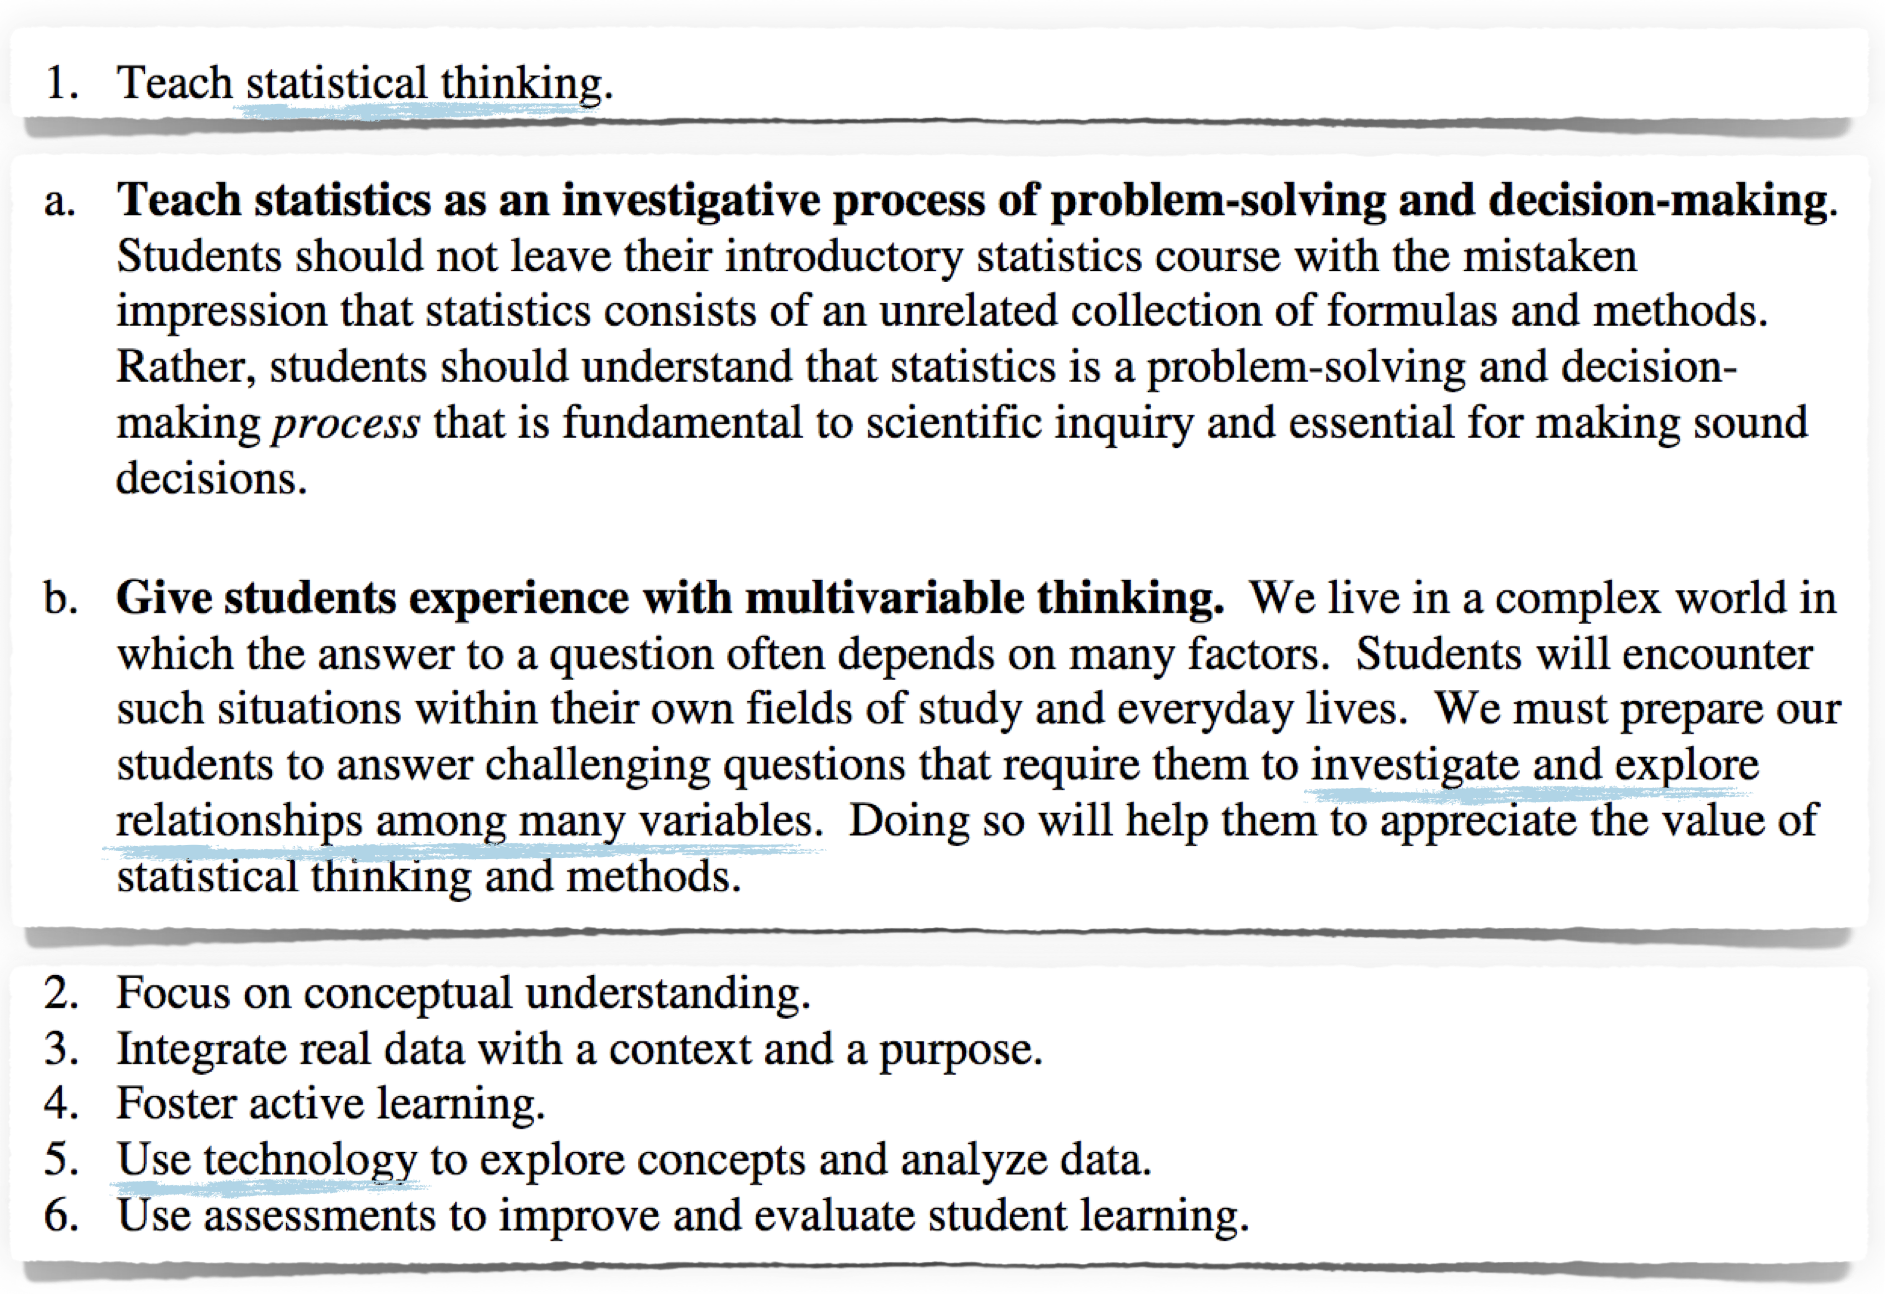 1. Teach statistical thinking.
a. Teach statistics as an investigative process of problem-solving and decision-making.
Students should not leave their introductory statistics course with the mistaken
impression that statistics consists of an unrelated collection of formulas and methods.
Rather, students should understand that statistics is a problem-solving and decision-
making process that is fundamental to scientific inquiry and essential for making sound
decisions.
b. Give students experience with multivariable thinking. We live in a complex world in
which the answer to a question often depends on many factors. Students will encounter
such situations within their own fields of study and everyday lives. We must prepare our
students to answer challenging questions that require them to investigate and explore
relationships among many variables. Doing so will help them to appreciate the value of
statistical thinking and methods.
2. Focus on conceptual understanding.
3. Integrate real data with a context and a purpose.
4. Foster active learning.
5. Use technology to explore concepts and analyze data.
6. Use assessments to improve and evaluate student learning.